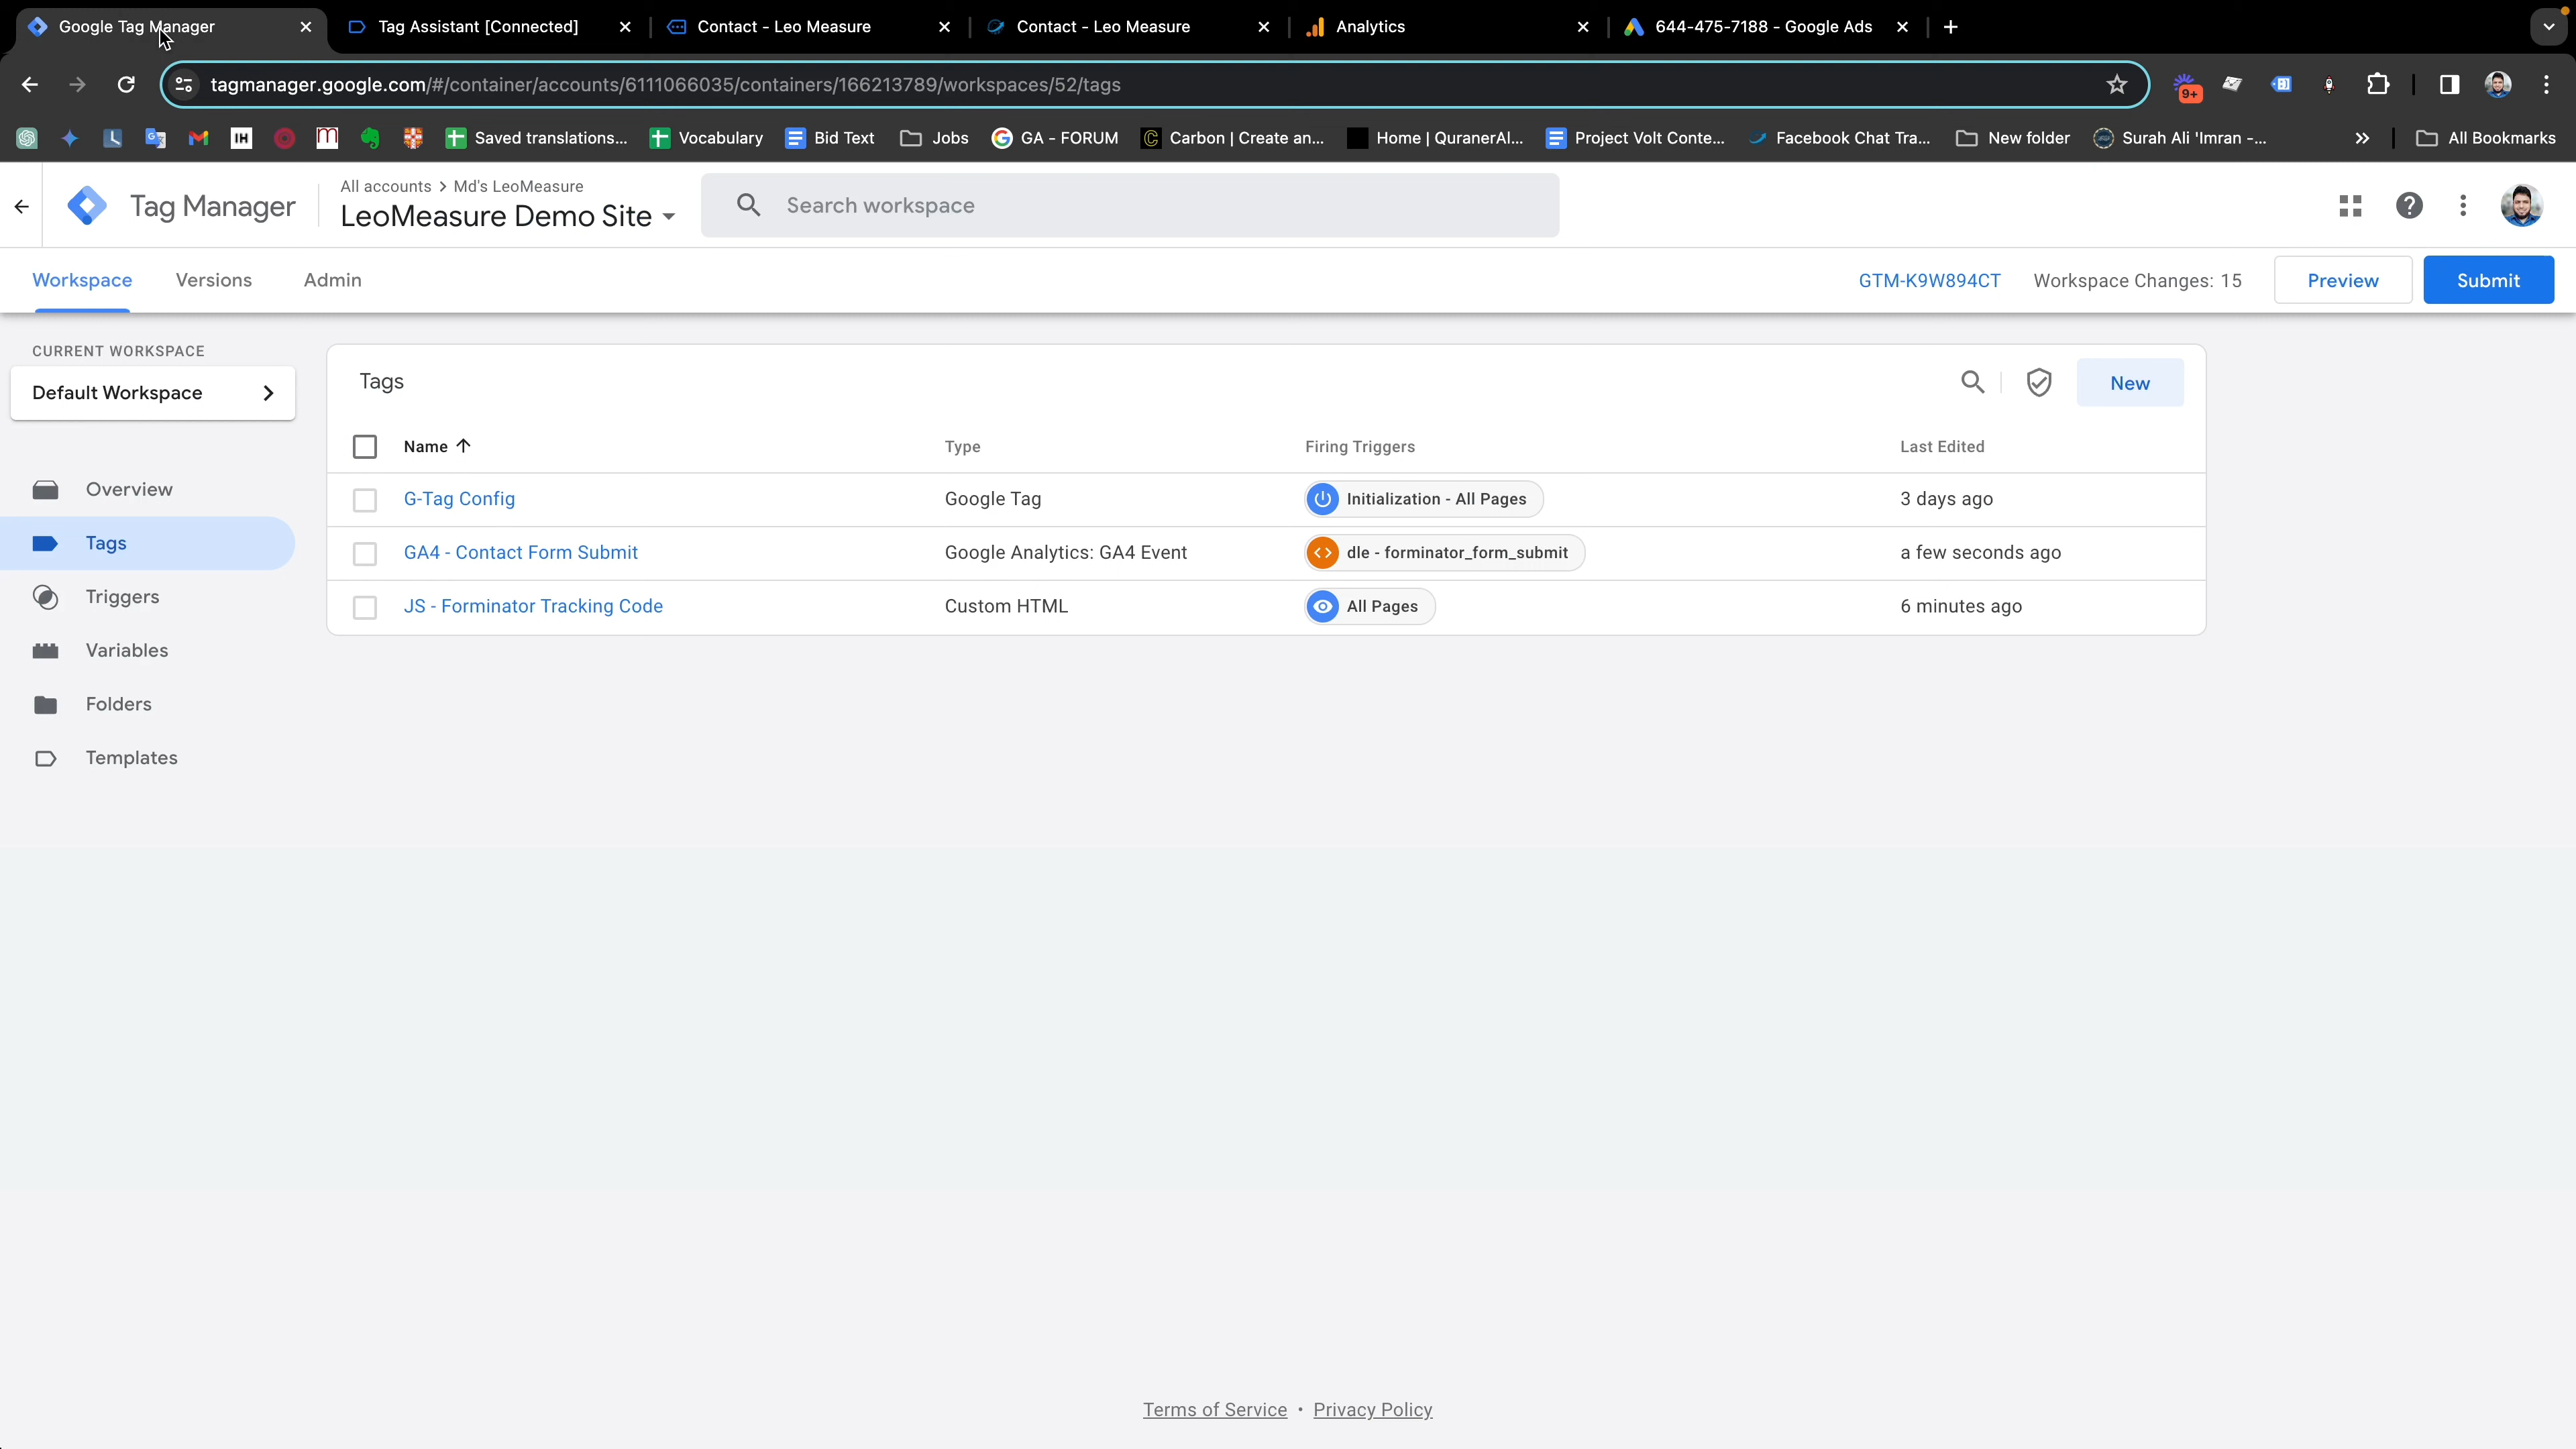 Google Tag Manager
Tag Assistant [Connected]
Contact - Leo Measure
Contact - Leo Measure
Analytics
644-475-7188 - Google Ads
tagmanager.google.com/#/container/accounts/6111066035/containers/166213789/workspaces/52/tags
9+
IH
Saved translations...
Vocabulary
Bid Text
Jobs
GA - FORUM
Carbon | Create an...
Home | QuranerAl...
Project Volt Conte...
Facebook Chat Tra...
New folder
Surah Ali 'Imran -...
All Bookmarks
Tag Manager
All accounts > Md's LeoMeasure
LeoMeasure Demo Site
Search workspace
Workspace
Versions
Admin
GTM-K9W894CT
Workspace Changes: 15
Preview
Submit
CURRENT WORKSPACE
Default Workspace
Overview
Tags
Triggers
Variables
Folders
Templates
Tags
New
Name
Type
Firing Triggers
Last Edited
G-Tag Config
Google Tag
Initialization - All Pages
3 days ago
GA4 - Contact Form Submit
Google Analytics: GA4 Event
dle - forminator_form_submit
a few seconds ago
JS - Forminator Tracking Code
Custom HTML
All Pages
6 minutes ago
Terms of Service • Privacy Policy